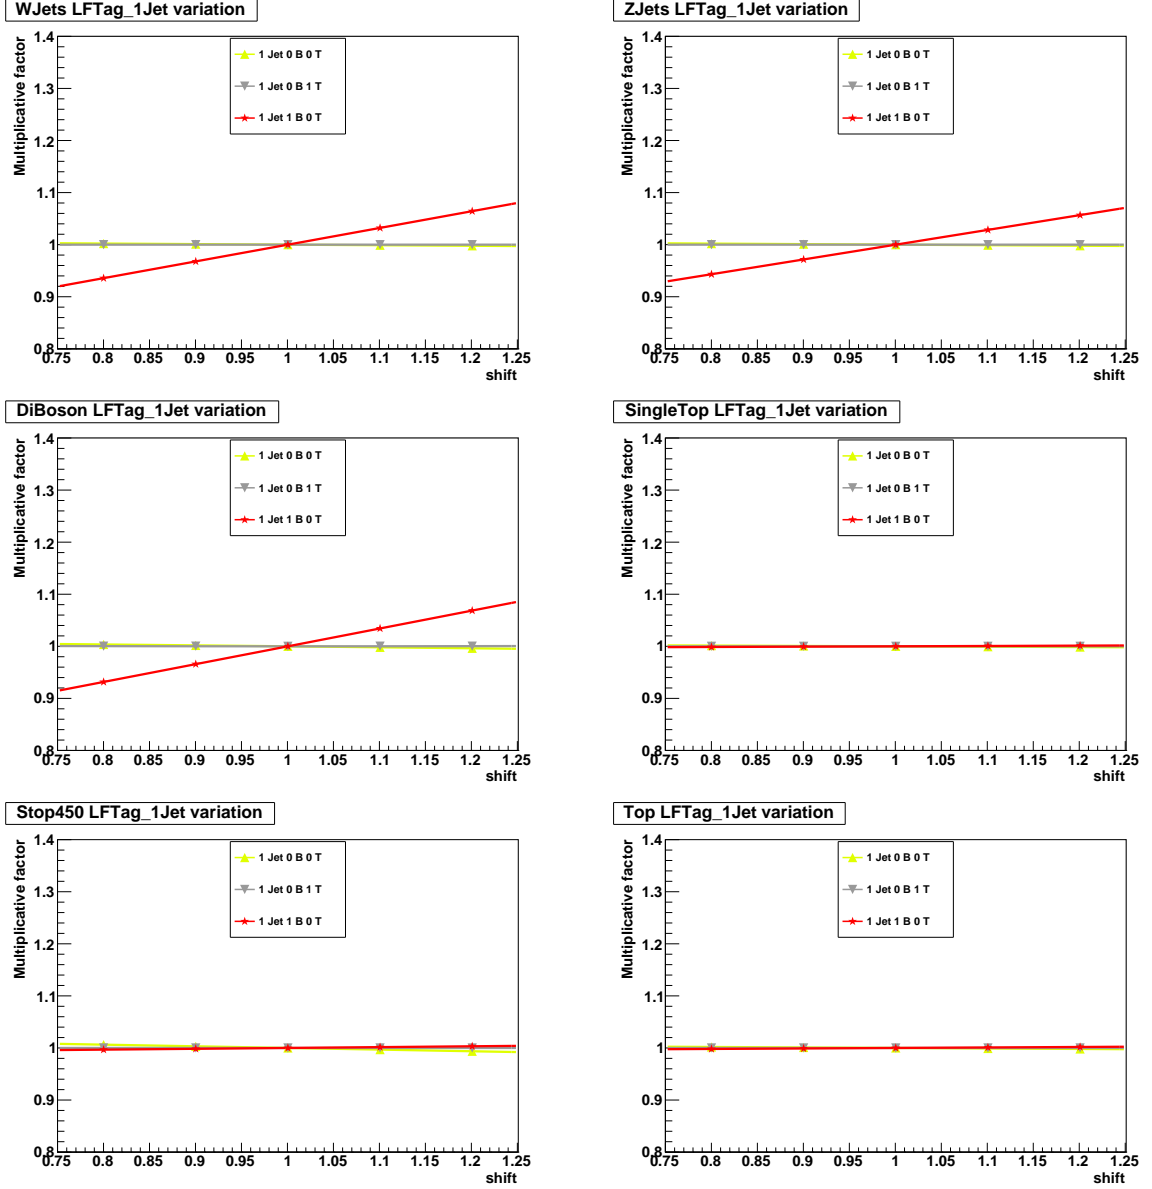 WJets LFTag_1Jet variation
Multiplicative factor
1.4
1.3
1.2
1.1
1
0.9
0.8
1 Jet 0 B 0 T
1 Jet 0 B 1 T
1 Jet 1 B 0 T
0.75 0.8 0.85 0.9 0.95 1 1.05 1.1 1.15 1.2 1.25
shift
ZJets LFTag_1Jet variation
Multiplicative factor
1.4
1.3
1.2
1.1
1
0.9
0.8
1 Jet 0 B 0 T
1 Jet 0 B 1 T
1 Jet 1 B 0 T
0.75 0.8 0.85 0.9 0.95 1 1.05 1.1 1.15 1.2 1.25
shift
DiBoson LFTag_1Jet variation
Multiplicative factor
1.4
1.3
1.2
1.1
1
0.9
0.8
1 Jet 0 B 0 T
1 Jet 0 B 1 T
1 Jet 1 B 0 T
0.75 0.8 0.85 0.9 0.95 1 1.05 1.1 1.15 1.2 1.25
shift
SingleTop LFTag_1Jet variation
Multiplicative factor
1.4
1.3
1.2
1.1
1
0.9
0.8
1 Jet 0 B 0 T
1 Jet 0 B 1 T
1 Jet 1 B 0 T
0.75 0.8 0.85 0.9 0.95 1 1.05 1.1 1.15 1.2 1.25
shift
Stop450 LFTag_1Jet variation
Multiplicative factor
1.4
1.3
1.2
1.1
1
0.9
0.8
1 Jet 0 B 0 T
1 Jet 0 B 1 T
1 Jet 1 B 0 T
0.75 0.8 0.85 0.9 0.95 1 1.05 1.1 1.15 1.2 1.25
shift
Top LFTag_1Jet variation
Multiplicative factor
1.4
1.3
1.2
1.1
1
0.9
0.8
1 Jet 0 B 0 T
1 Jet 0 B 1 T
1 Jet 1 B 0 T
0.75 0.8 0.85 0.9 0.95 1 1.05 1.1 1.15 1.2 1.25
shift